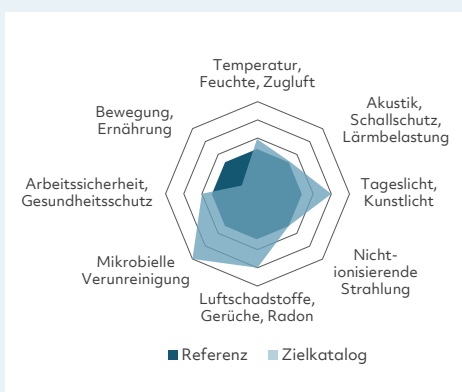 Temperatur,
Feuchte, Zugluft
Akustik,
Schallschutz,
Lärmbelastung
Tageslicht,
Kunstlicht
Nicht-
ionisierende
Strahlung
Luftschadstoffe,
Gerüche, Radon
Mikrobielle
Verunreinigung
Arbeitssicherheit,
Gesundheitsschutz
Bewegung,
Ernährung
Referenz
Zielkatalog